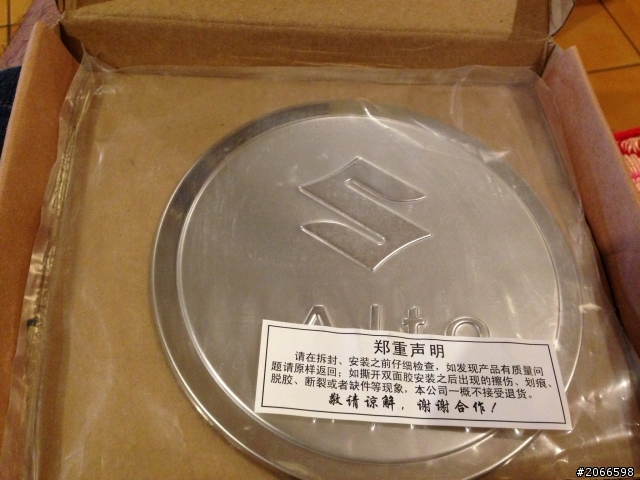 Alto
郑重声明
请在拆封、安装之前仔细检查，如发现产品有质量问
题请原样返回；如撕开双面胶安装之后出现的擦伤、划痕、
脱胶、断裂或者缺件等现象，本公司一概不接受退货。
敬请谅解，谢谢合作！
#2066598